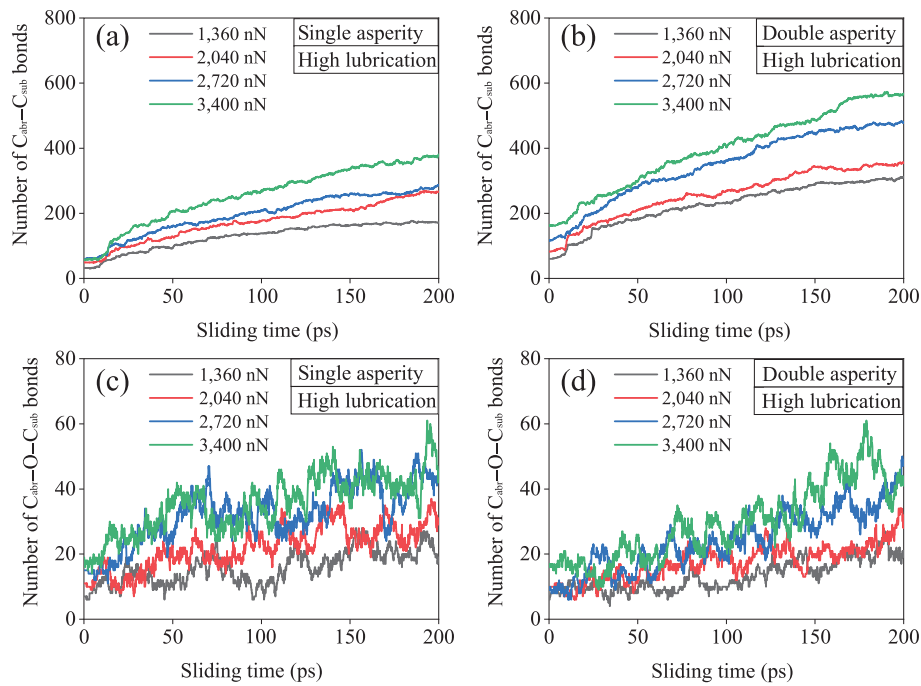 (a)
1,360 nN
2,040 nN
2,720 nN
3,400 nN
Single asperity
High lubrication
Number of Cabr–Csub bonds
800
600
400
200
0
0 50 100 150 200
Sliding time (ps)
(b)
1,360 nN
2,040 nN
2,720 nN
3,400 nN
Double asperity
High lubrication
Number of Cabr–Csub bonds
800
600
400
200
0
0 50 100 150 200
Sliding time (ps)
(c)
1,360 nN
2,040 nN
2,720 nN
3,400 nN
Single asperity
High lubrication
Number of Cabr–O–Csub bonds
80
60
40
20
0
0 50 100 150 200
Sliding time (ps)
(d)
1,360 nN
2,040 nN
2,720 nN
3,400 nN
Double asperity
High lubrication
Number of Cabr–O–Csub bonds
80
60
40
20
0
0 50 100 150 200
Sliding time (ps)